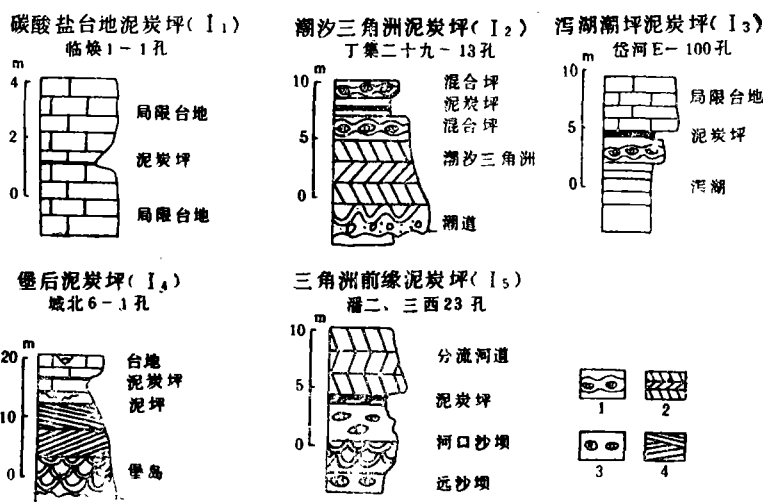 碳酸盐台地泥炭坪(I₁)
临焕1-1孔
m
4
2
0
局限台地
泥炭坪
局限台地
潮汐三角洲泥炭坪(I₂)
丁集二十九-13孔
m
10
5
0
混合坪
泥炭坪
混合坪
潮汐三角洲
潮道
泻湖潮坪泥炭坪(I₃)
岱河E-100孔
m
10
5
0
局限台地
泥炭坪
泻湖
堡后泥炭坪(I₄)
城北6-1孔
m
20
10
0
台地
泥炭坪
泥坪
堡岛
三角洲前缘泥炭坪(I₅)
潘二、三西23孔
m
10
5
0
分流河道
泥炭坪
河口沙坝
远沙坝
1
2
3
4